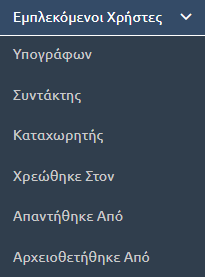 Εμπλεκόμενοι Χρήστες
Υπογράφων
Συντάκτης
Καταχωρητής
Χρεώθηκε Στον
Απαντήθηκε Από
Αρχειοθετήθηκε Από